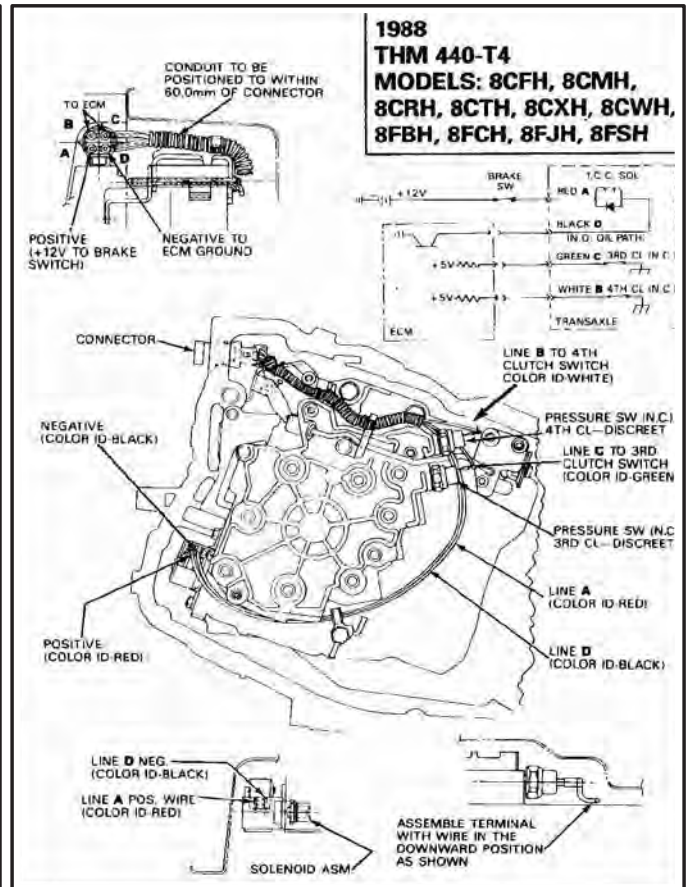 1988
THM 440-T4
MODELS: 8CFH, 8CMH,
8CRH, 8CTH, 8CXH, 8CWH,
8FBH, 8FCH, 8FJH, 8FSH
CONDUIT TO BE
POSITIONED TO WITHIN
60.0mm OF CONNECTOR
TO ECM
B
C
A
D
POSITIVE
(+12V TO BRAKE
SWITCH)
NEGATIVE TO
ECM GROUND
+12V
BRAKE
SW
T.C.C. SOL
RED A
BLACK D
(N.O. OIL PATH)
+5V
GREEN C 3RD CL (N.C.
+5V
WHITE B 4TH CL (N.C.
ECM
TRANSAXLE
CONNECTOR
LINE B TO 4TH
CLUTCH SWITCH
COLOR ID-WHITE)
NEGATIVE
(COLOR ID-BLACK)
PRESSURE SW (N.C.)
4TH CL—DISCREET
LINE C TO 3RD
CLUTCH SWITCH
(COLOR ID-GREEN
PRESSURE SW (N.C
3RD CL—DISCREET
LINE A
(COLOR ID-RED)
POSITIVE
(COLOR ID-RED)
LINE D
(COLOR ID-BLACK)
LINE D NEG.
(COLOR ID-BLACK)
LINE A POS. WIRE
(COLOR ID-RED)
SOLENOID ASM.
ASSEMBLE TERMINAL
WITH WIRE IN THE
DOWNWARD POSITION
AS SHOWN